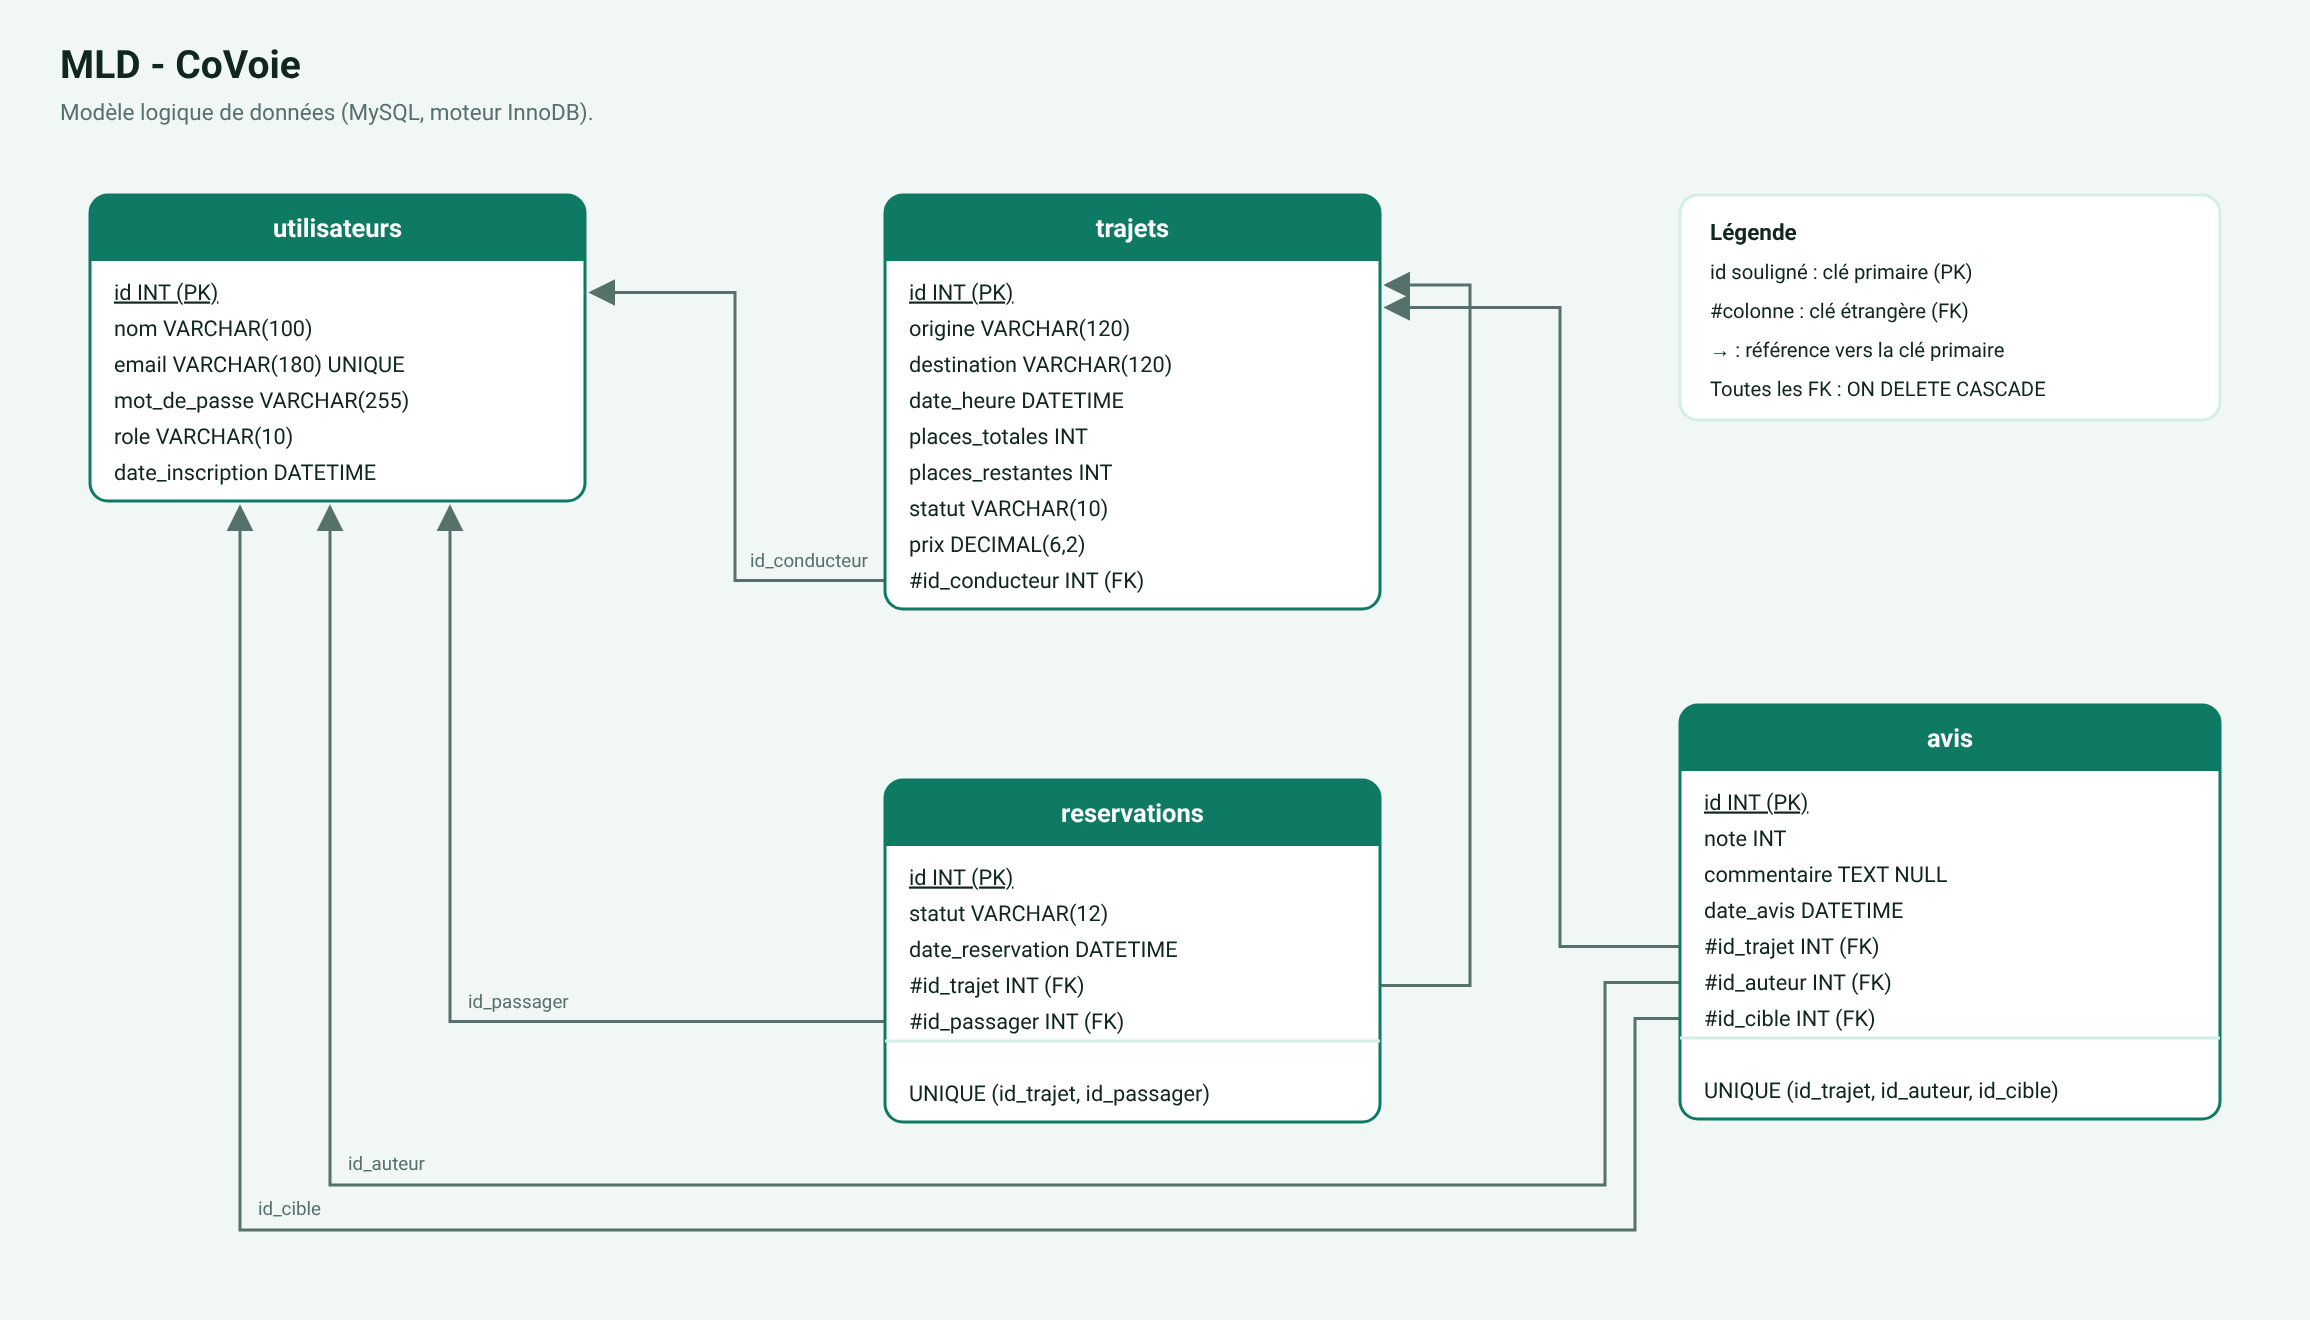 MLD - CoVoie
Modèle logique de données (MySQL, moteur InnoDB).
utilisateurs
id INT (PK)
nom VARCHAR(100)
email VARCHAR(180) UNIQUE
mot_de_passe VARCHAR(255)
role VARCHAR(10)
date_inscription DATETIME
trajets
id INT (PK)
origine VARCHAR(120)
destination VARCHAR(120)
date_heure DATETIME
places_totales INT
places_restantes INT
statut VARCHAR(10)
prix DECIMAL(6,2)
#id_conducteur INT (FK)
id_conducteur
Légende
id souligné : clé primaire (PK)
#colonne : clé étrangère (FK)
→ : référence vers la clé primaire
Toutes les FK : ON DELETE CASCADE
reservations
id INT (PK)
statut VARCHAR(12)
date_reservation DATETIME
#id_trajet INT (FK)
#id_passager INT (FK)
UNIQUE (id_trajet, id_passager)
id_passager
avis
id INT (PK)
note INT
commentaire TEXT NULL
date_avis DATETIME
#id_trajet INT (FK)
#id_auteur INT (FK)
#id_cible INT (FK)
UNIQUE (id_trajet, id_auteur, id_cible)
id_auteur
id_cible